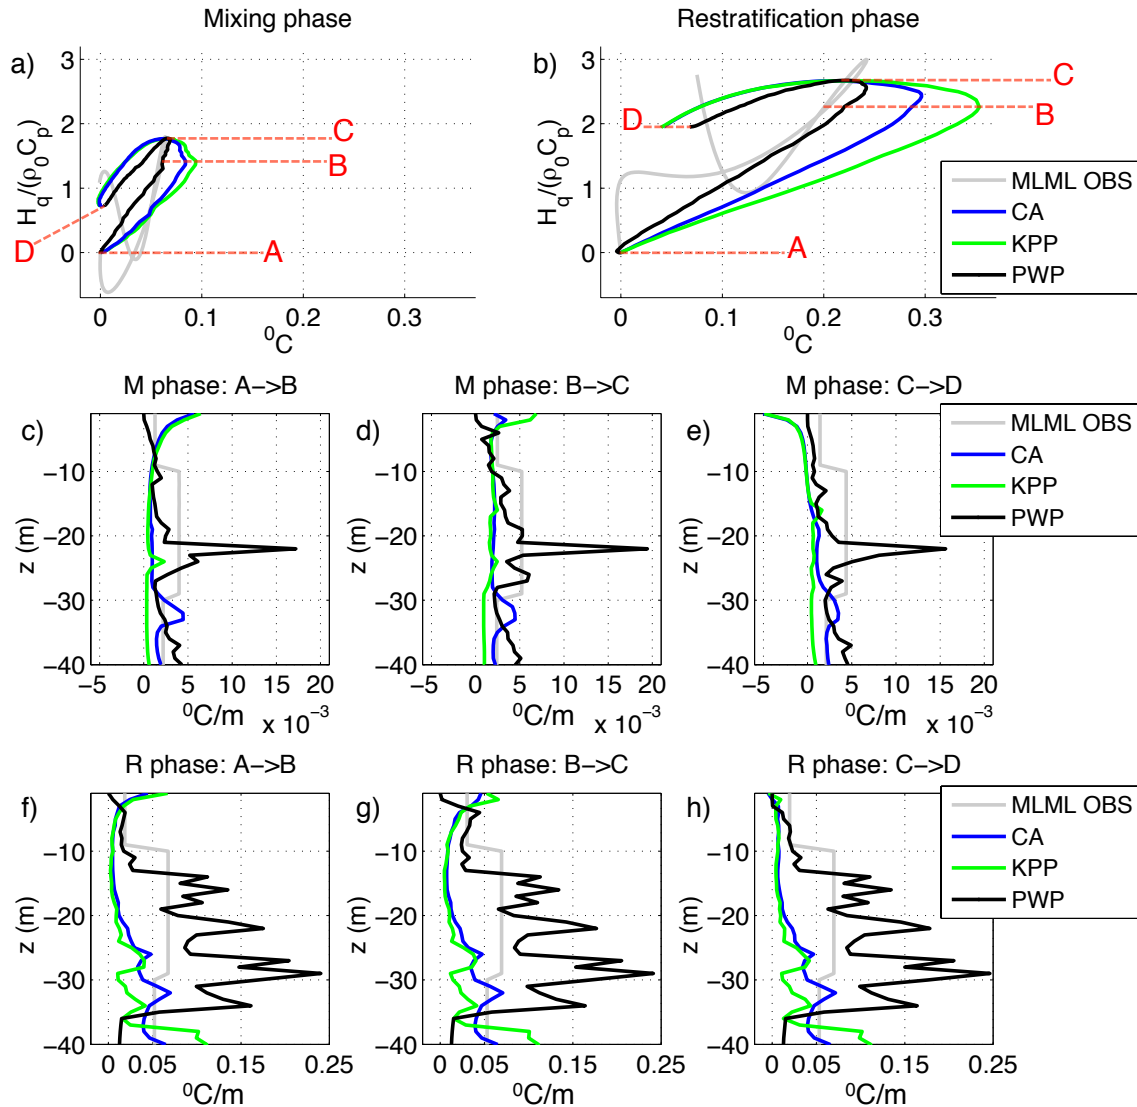 Mixing phase
Restratification phase
a)
3
2
1
0
H_q/(ρ_0 C_p)
C
B
D
A
0 0.1 0.2 0.3
⁰C
b)
3
2
1
0
H_q/(ρ_0 C_p)
C
B
D
A
0 0.1 0.2 0.3
⁰C
MLML OBS
CA
KPP
PWP
M phase: A−>B
c)
−10
−20
−30
−40
z (m)
−5 0 5 10 15 20
⁰C/m
x 10⁻³
M phase: B−>C
d)
−10
−20
−30
−40
z (m)
−5 0 5 10 15 20
⁰C/m
x 10⁻³
M phase: C−>D
e)
−10
−20
−30
−40
z (m)
−5 0 5 10 15 20
⁰C/m
x 10⁻³
MLML OBS
CA
KPP
PWP
R phase: A−>B
f)
−10
−20
−30
−40
z (m)
0 0.05 0.15 0.25
⁰C/m
R phase: B−>C
g)
−10
−20
−30
−40
z (m)
0 0.05 0.15 0.25
⁰C/m
R phase: C−>D
h)
−10
−20
−30
−40
z (m)
0 0.05 0.15 0.25
⁰C/m
MLML OBS
CA
KPP
PWP